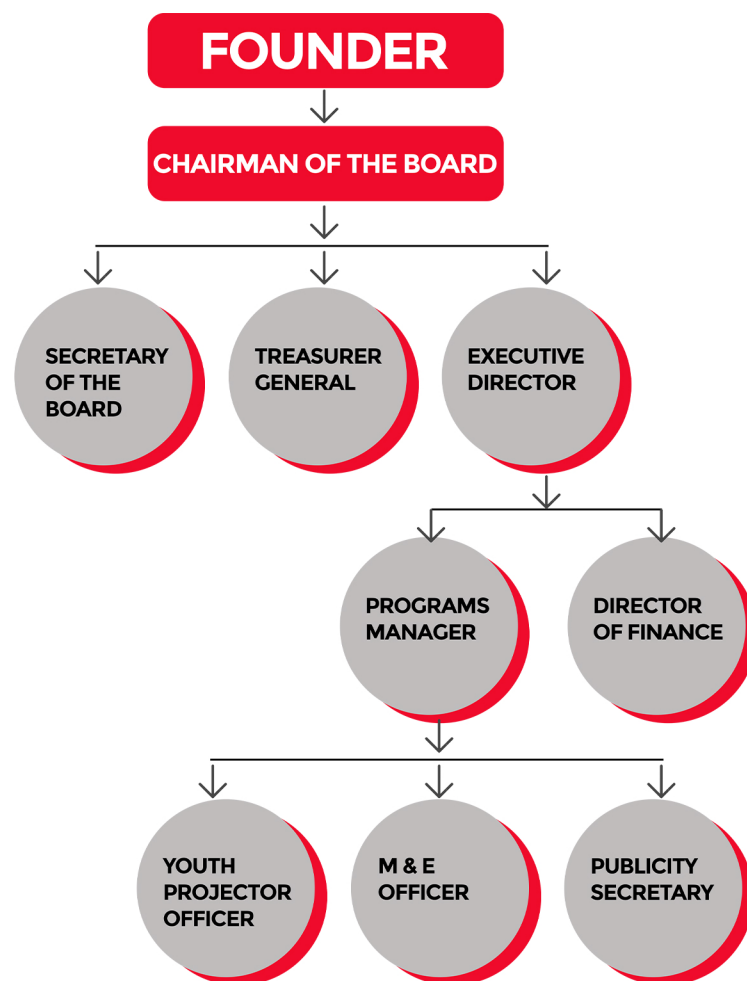 FOUNDER
CHAIRMAN OF THE BOARD
SECRETARY
OF THE
BOARD
TREASURER
GENERAL
EXECUTIVE
DIRECTOR
PROGRAMS
MANAGER
DIRECTOR
OF FINANCE
YOUTH
PROJECTOR
OFFICER
M & E
OFFICER
PUBLICITY
SECRETARY